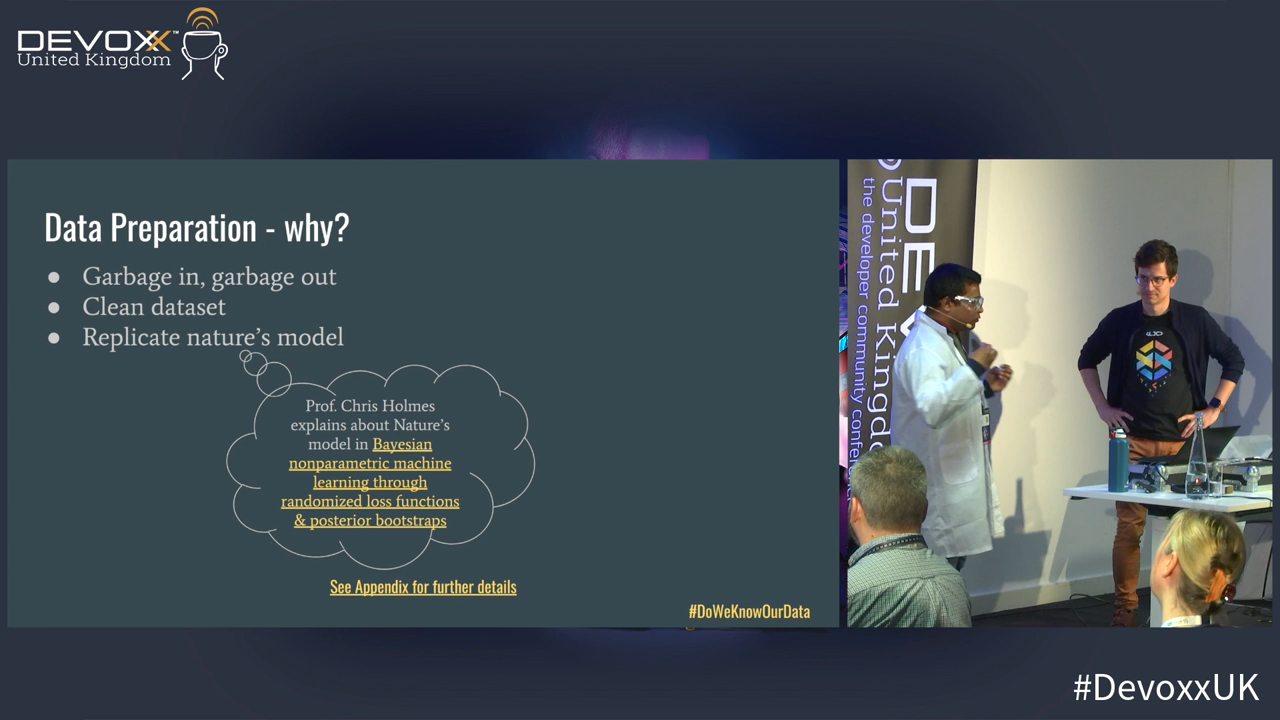 DEVOXX™
United Kingdom
Data Preparation - why?
● Garbage in, garbage out
● Clean dataset
● Replicate nature's model
Prof. Chris Holmes
explains about Nature's
model in Bayesian
nonparametric machine
learning through
randomized loss functions
& posterior bootstraps
See Appendix for further details
#DoWeKnowOurData
DEV
United Kingdo
the developer community confer
#DevoxxUK